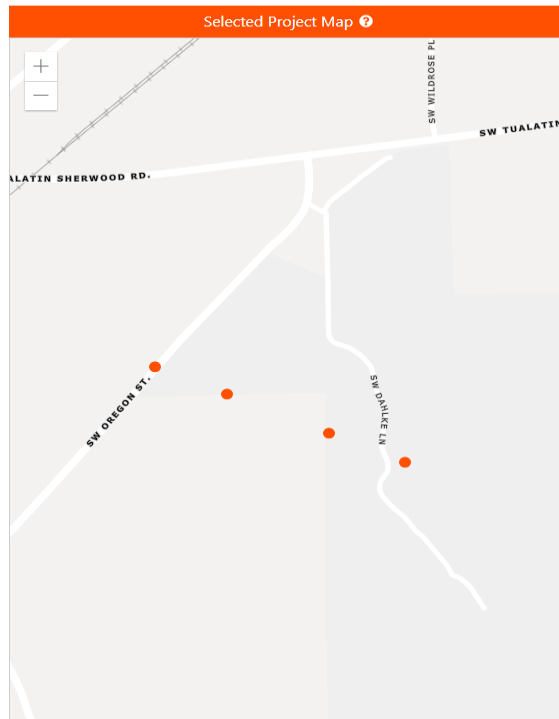 Selected Project Map ?
+
−
SW WILDROSE PL
SW TUALATIN
ALATIN SHERWOOD RD.
SW OREGON ST.
SW DAHLKE LN